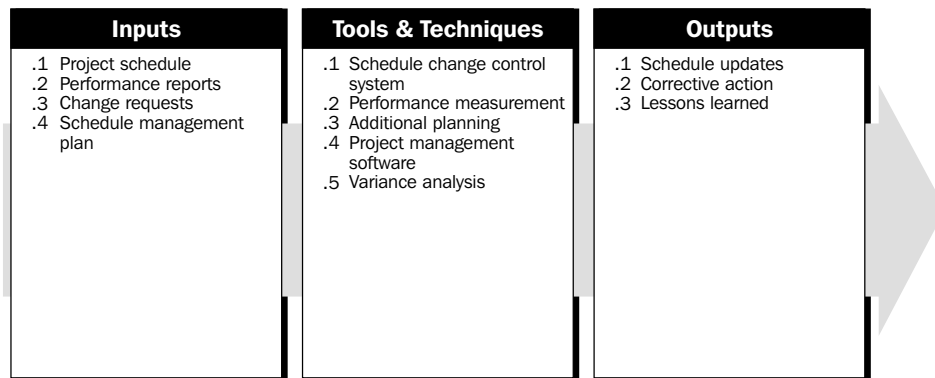 Inputs
.1 Project schedule
.2 Performance reports
.3 Change requests
.4 Schedule management
plan
Tools & Techniques
.1 Schedule change control
system
.2 Performance measurement
.3 Additional planning
.4 Project management
software
.5 Variance analysis
Outputs
.1 Schedule updates
.2 Corrective action
.3 Lessons learned